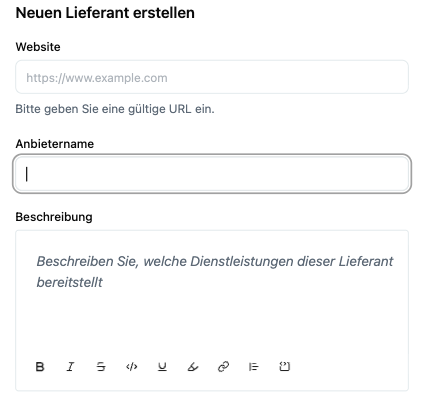 Neuen Lieferant erstellen
Website
https://www.example.com
Bitte geben Sie eine gültige URL ein.
Anbietername
Beschreibung
Beschreiben Sie, welche Dienstleistungen dieser Lieferant
bereitstellt
B I S </> U